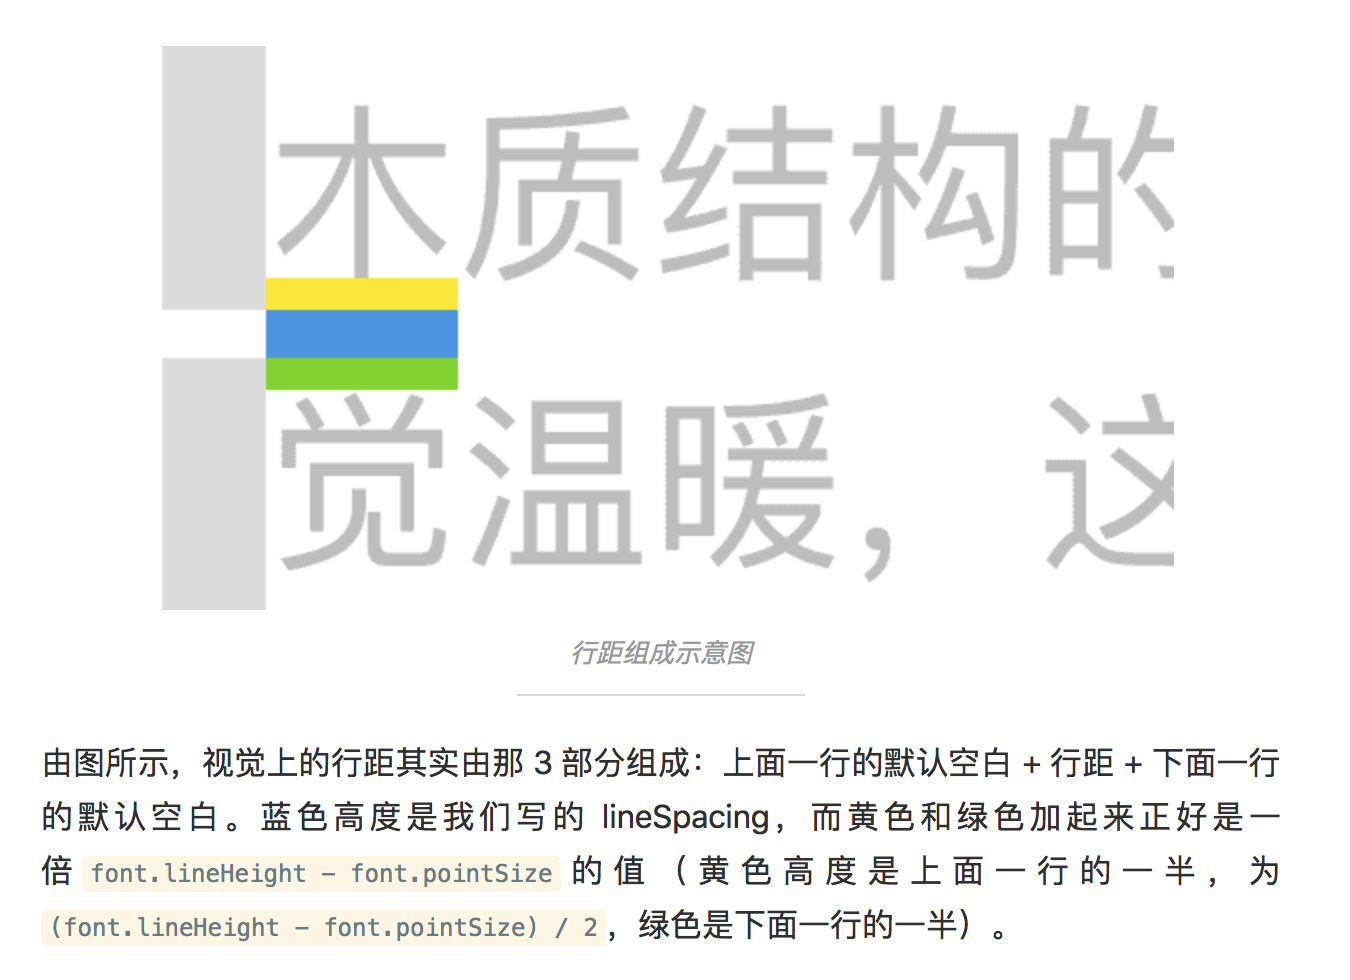 木质结构的
觉温暖，这
行距组成示意图
由图所示，视觉上的行距其实由那 3 部分组成：上面一行的默认空白 + 行距 + 下面一行
的默认空白。蓝色高度是我们写的 lineSpacing，而黄色和绿色加起来正好是一
倍 font.lineHeight - font.pointSize 的值（黄色高度是上面一行的一半，为
(font.lineHeight - font.pointSize) / 2，绿色是下面一行的一半）。